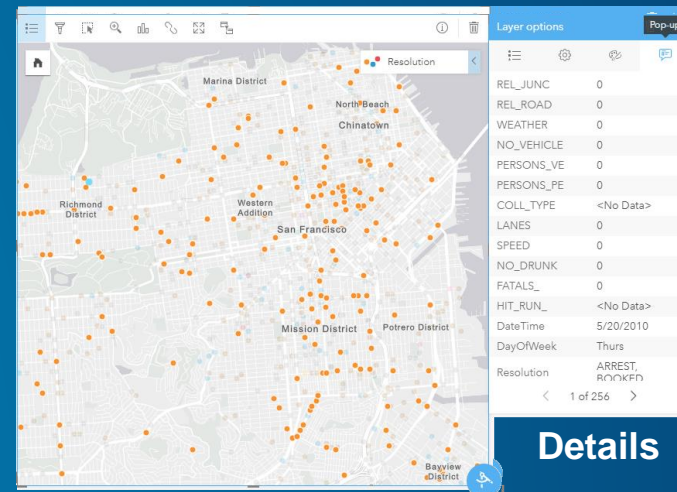 Layer options
Pop-up
Resolution
Marina District
North Beach
Chinatown
Richmond
District
Western
Addition
San Francisco
Mission District
Potrero District
Bayview
District
REL_JUNC 0
REL_ROAD 0
WEATHER 0
NO_VEHICLE 0
PERSONS_VE 0
PERSONS_PE 0
COLL_TYPE <No Data>
LANES 0
SPEED 0
NO_DRUNK 0
FATALS_ 0
HIT_RUN_ <No Data>
DateTime 5/20/2010
DayOfWeek Thurs
Resolution ARREST,
BOOKED
1 of 256
Details